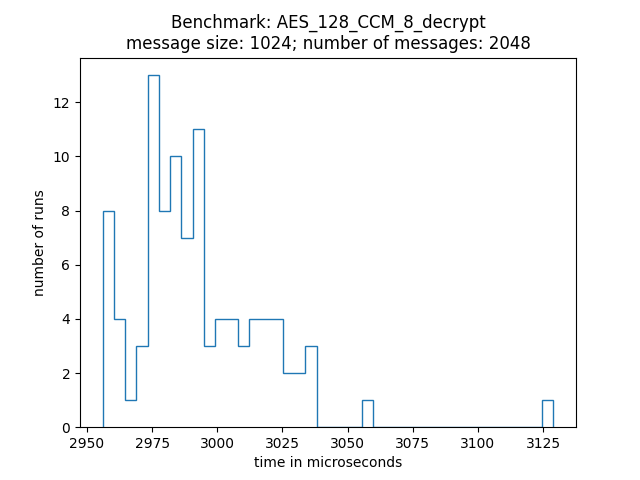 Benchmark: AES_128_CCM_8_decrypt
message size: 1024; number of messages: 2048
number of runs
12
10
8
6
4
2
0
2950 2975 3000 3025 3050 3075 3100 3125
time in microseconds